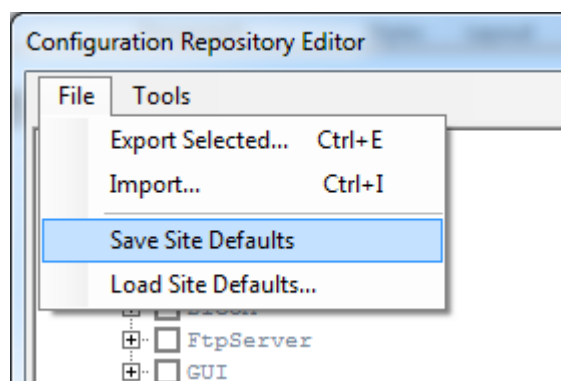 Configuration Repository Editor
File Tools
Export Selected... Ctrl+E
Import... Ctrl+I
Save Site Defaults
Load Site Defaults...
FtpServer
GUI